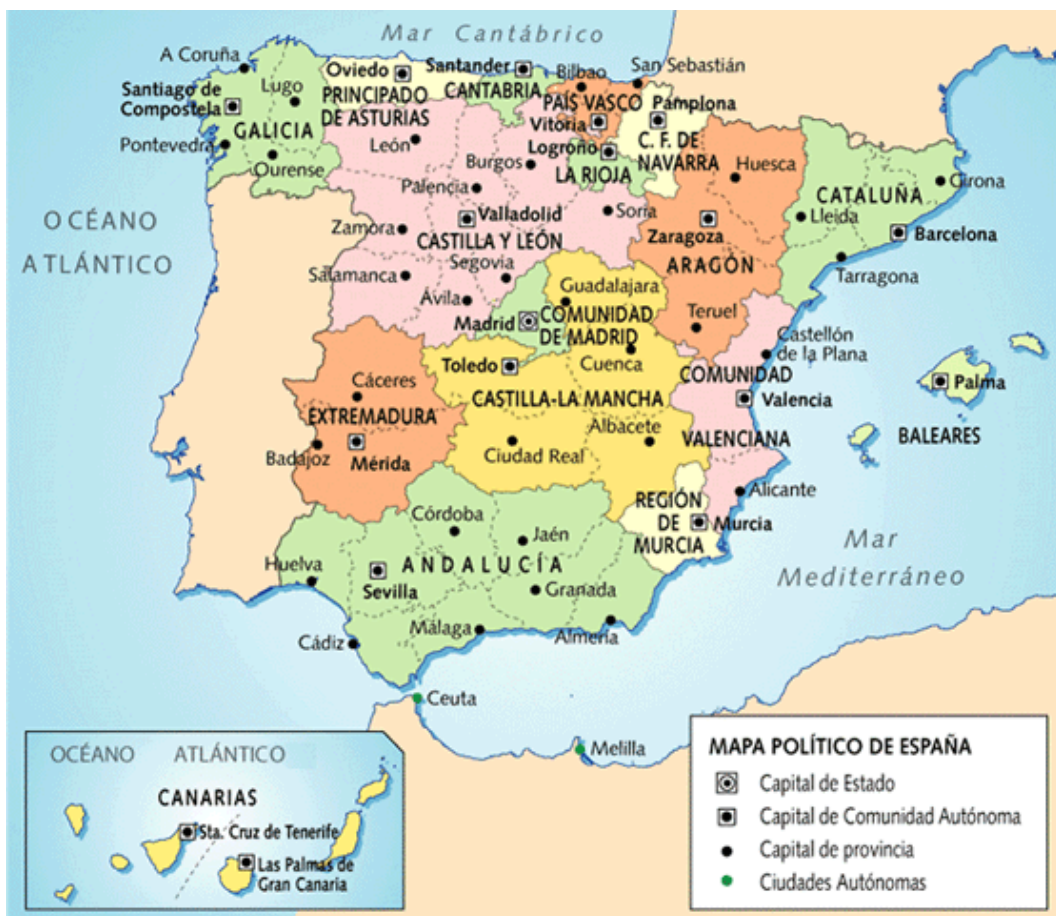 Mar Cantábrico
A Coruña
Oviedo
Santander
Bilbao
San Sebastián
Santiago de
Compostela
Lugo
PRINCIPADO
DE ASTURIAS
CANTABRIA
PAÍS VASCO
Pamplona
GALICIA
León
Vitoria
C. F. DE
NAVARRA
Pontevedra
Ourense
Burgos
Logroño
LA RIOJA
Huesca
Palencia
CATALUÑA
Girona
OCÉANO
ATLÁNTICO
Zamora
Valladolid
Soria
Lleida
CASTILLA Y LEÓN
Zaragoza
Barcelona
Salamanca
Segovia
ARAGÓN
Tarragona
Ávila
Guadalajara
Madrid
COMUNIDAD
DE MADRID
Teruel
Castellón
de la Plana
Toledo
Cuenca
COMUNIDAD
Cáceres
CASTILLA-LA MANCHA
Valencia
Palma
EXTREMADURA
Albacete
VALENCIANA
BALEARES
Badajoz
Mérida
Ciudad Real
Alicante
REGIÓN
DE
MURCIA
Murcia
Córdoba
Jaén
Mar
Mediterráneo
Huelva
ANDALUCÍA
Sevilla
Granada
Cádiz
Málaga
Almería
Ceuta
Melilla
OCÉANO ATLÁNTICO
CANARIAS
Sta. Cruz de Tenerife
Las Palmas de
Gran Canaria
MAPA POLÍTICO DE ESPAÑA
Capital de Estado
Capital de Comunidad Autónoma
Capital de provincia
Ciudades Autónomas